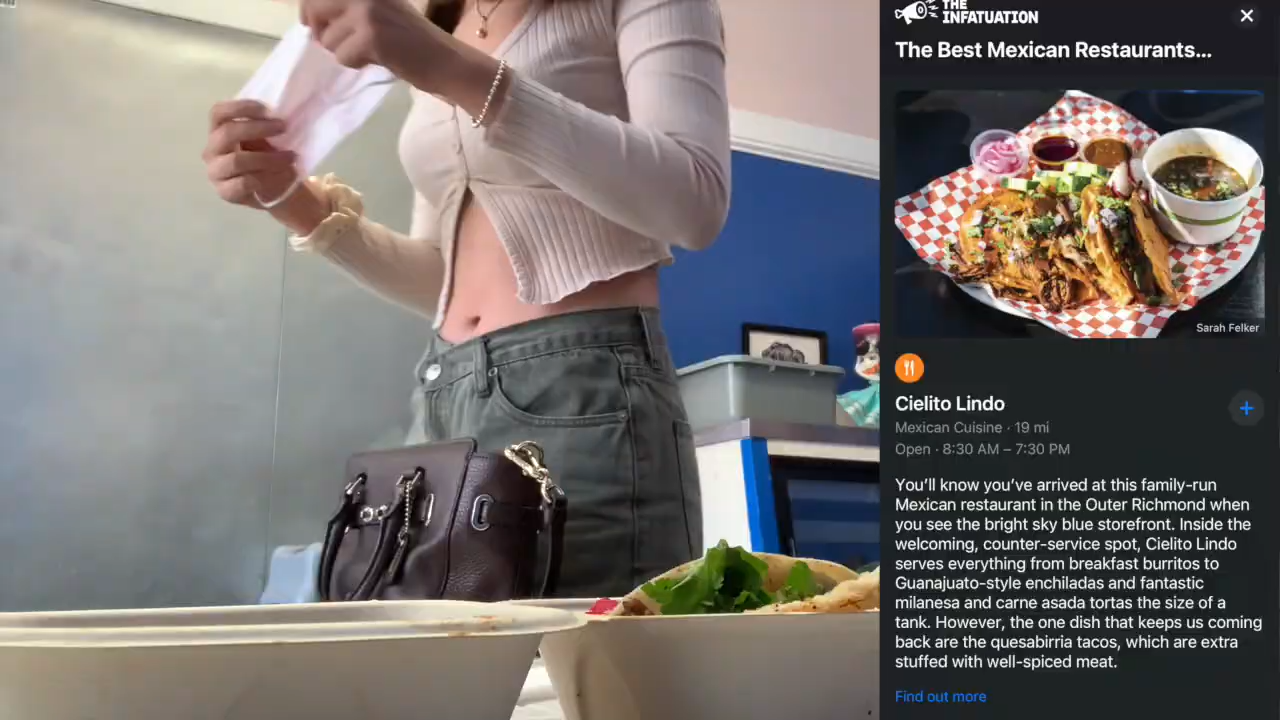 THE
INFATUATION
The Best Mexican Restaurants...
Sarah Felker
Cielito Lindo
Mexican Cuisine · 19 mi
Open · 8:30 AM – 7:30 PM
You’ll know you’ve arrived at this family-run
Mexican restaurant in the Outer Richmond when
you see the bright sky blue storefront. Inside the
welcoming, counter-service spot, Cielito Lindo
serves everything from breakfast burritos to
Guanajuato-style enchiladas and fantastic
milanesa and carne asada tortas the size of a
tank. However, the one dish that keeps us coming
back are the quesabirria tacos, which are extra
stuffed with well-spiced meat.
Find out more